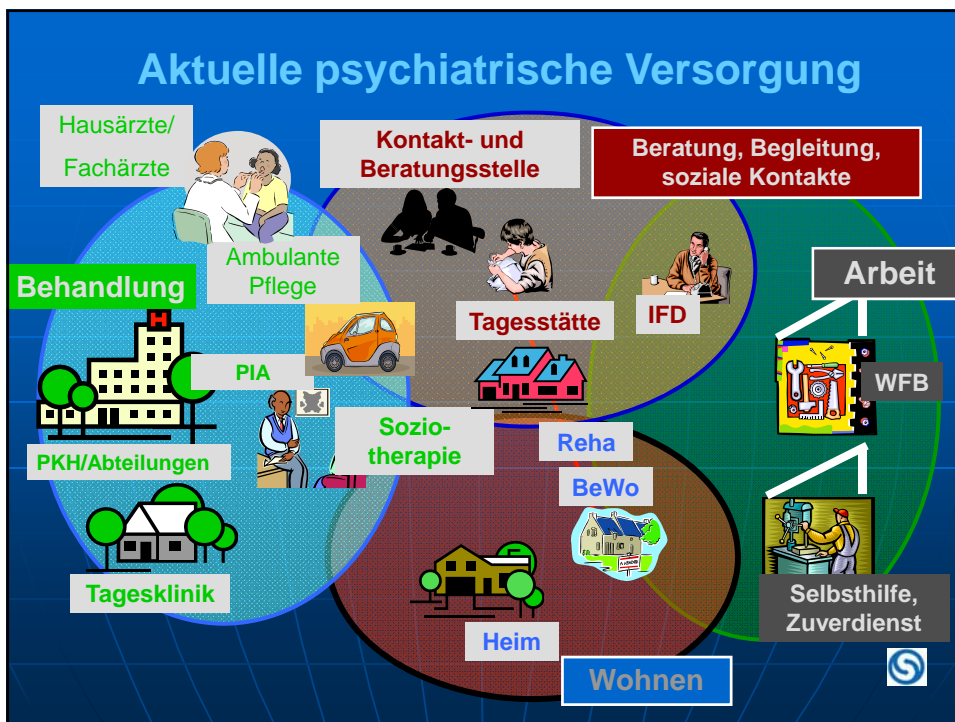 Aktuelle psychiatrische Versorgung
Hausärzte/
Fachärzte
Kontakt- und
Beratungsstelle
Beratung, Begleitung,
soziale Kontakte
Ambulante
Pflege
Behandlung
H
Arbeit
Tagesstätte
IFD
PIA
WFB
Sozio-
therapie
Reha
PKH/Abteilungen
BeWo
Tagesklinik
Selbsthilfe,
Zuverdienst
Heim
Wohnen